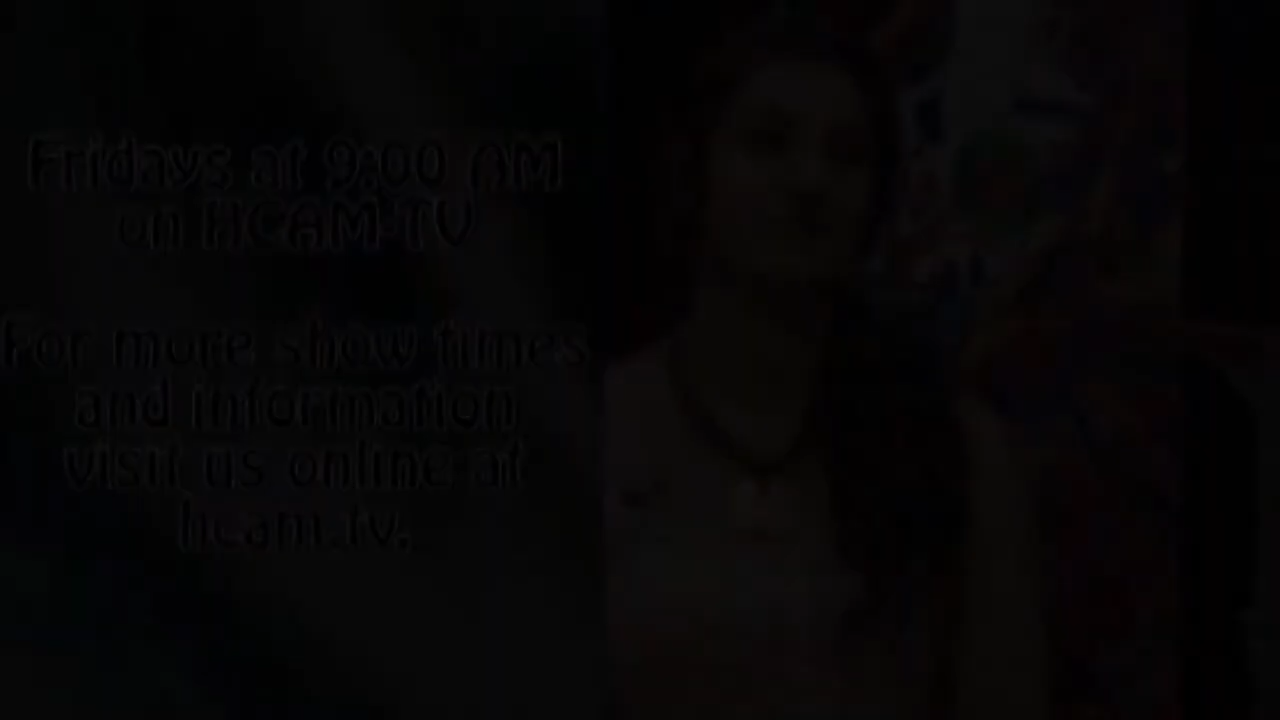 Fridays at 9:00 AM
on HCAM-TV
For more show times
and information
visit us online at
hcam.tv.